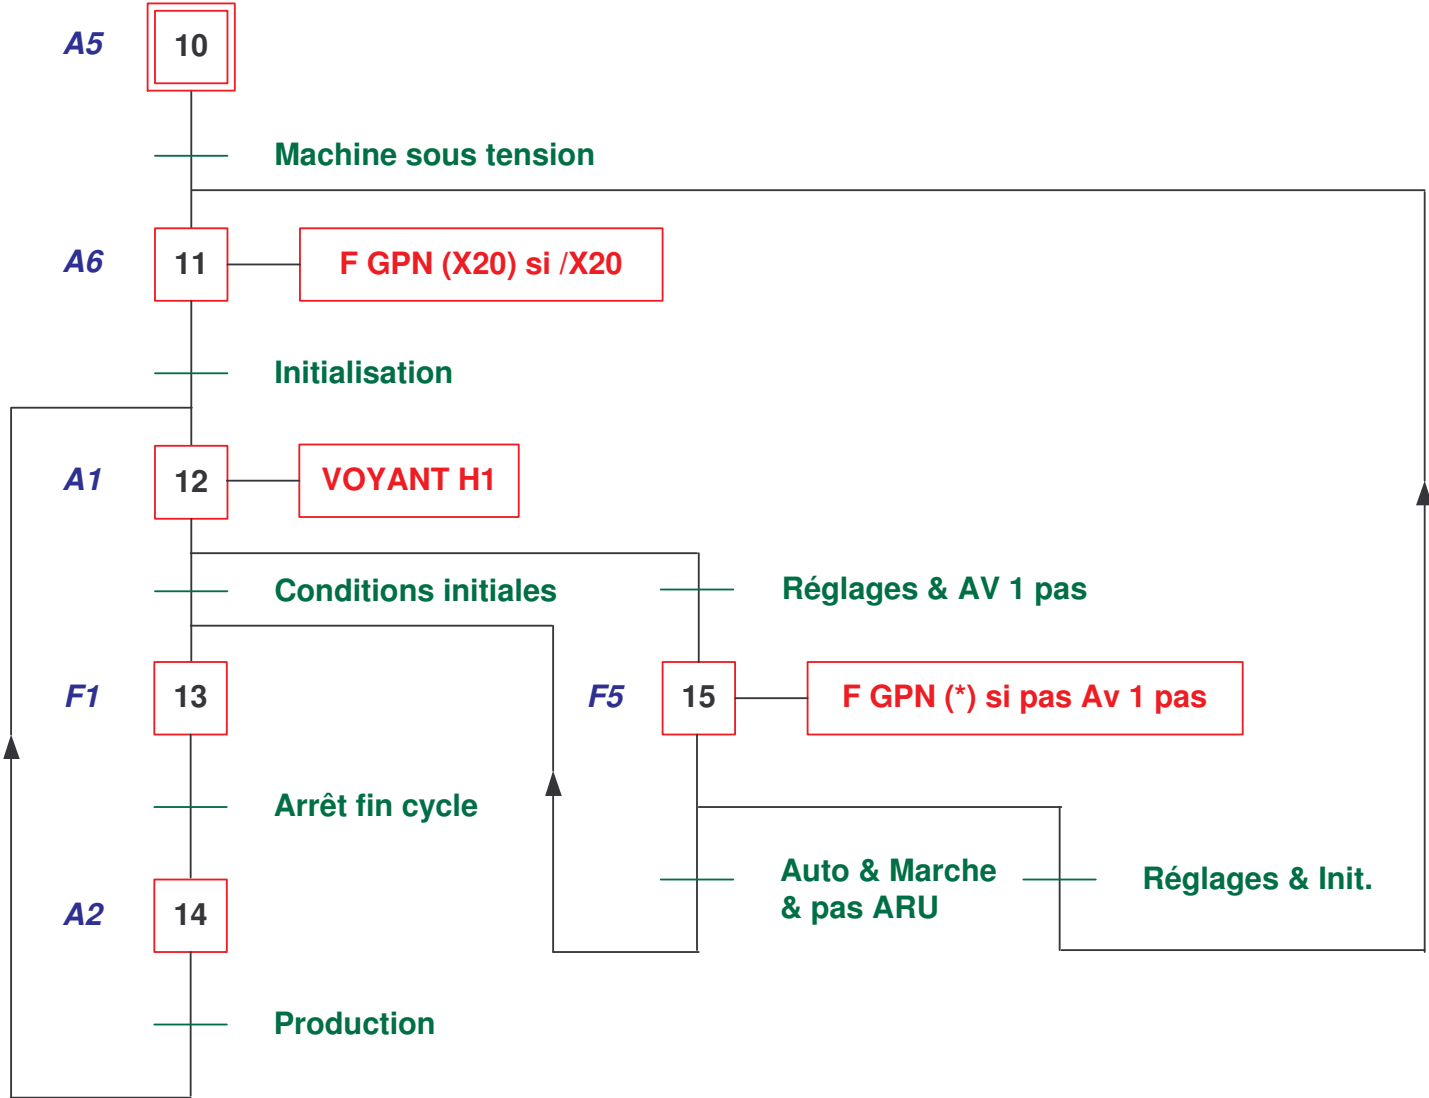 A5
10
Machine sous tension
A6
11
F GPN (X20) si /X20
Initialisation
A1
12
VOYANT H1
Conditions initiales
Réglages & AV 1 pas
F1
13
F5
15
F GPN (*) si pas Av 1 pas
Arrêt fin cycle
Auto & Marche
& pas ARU
Réglages & Init.
A2
14
Production